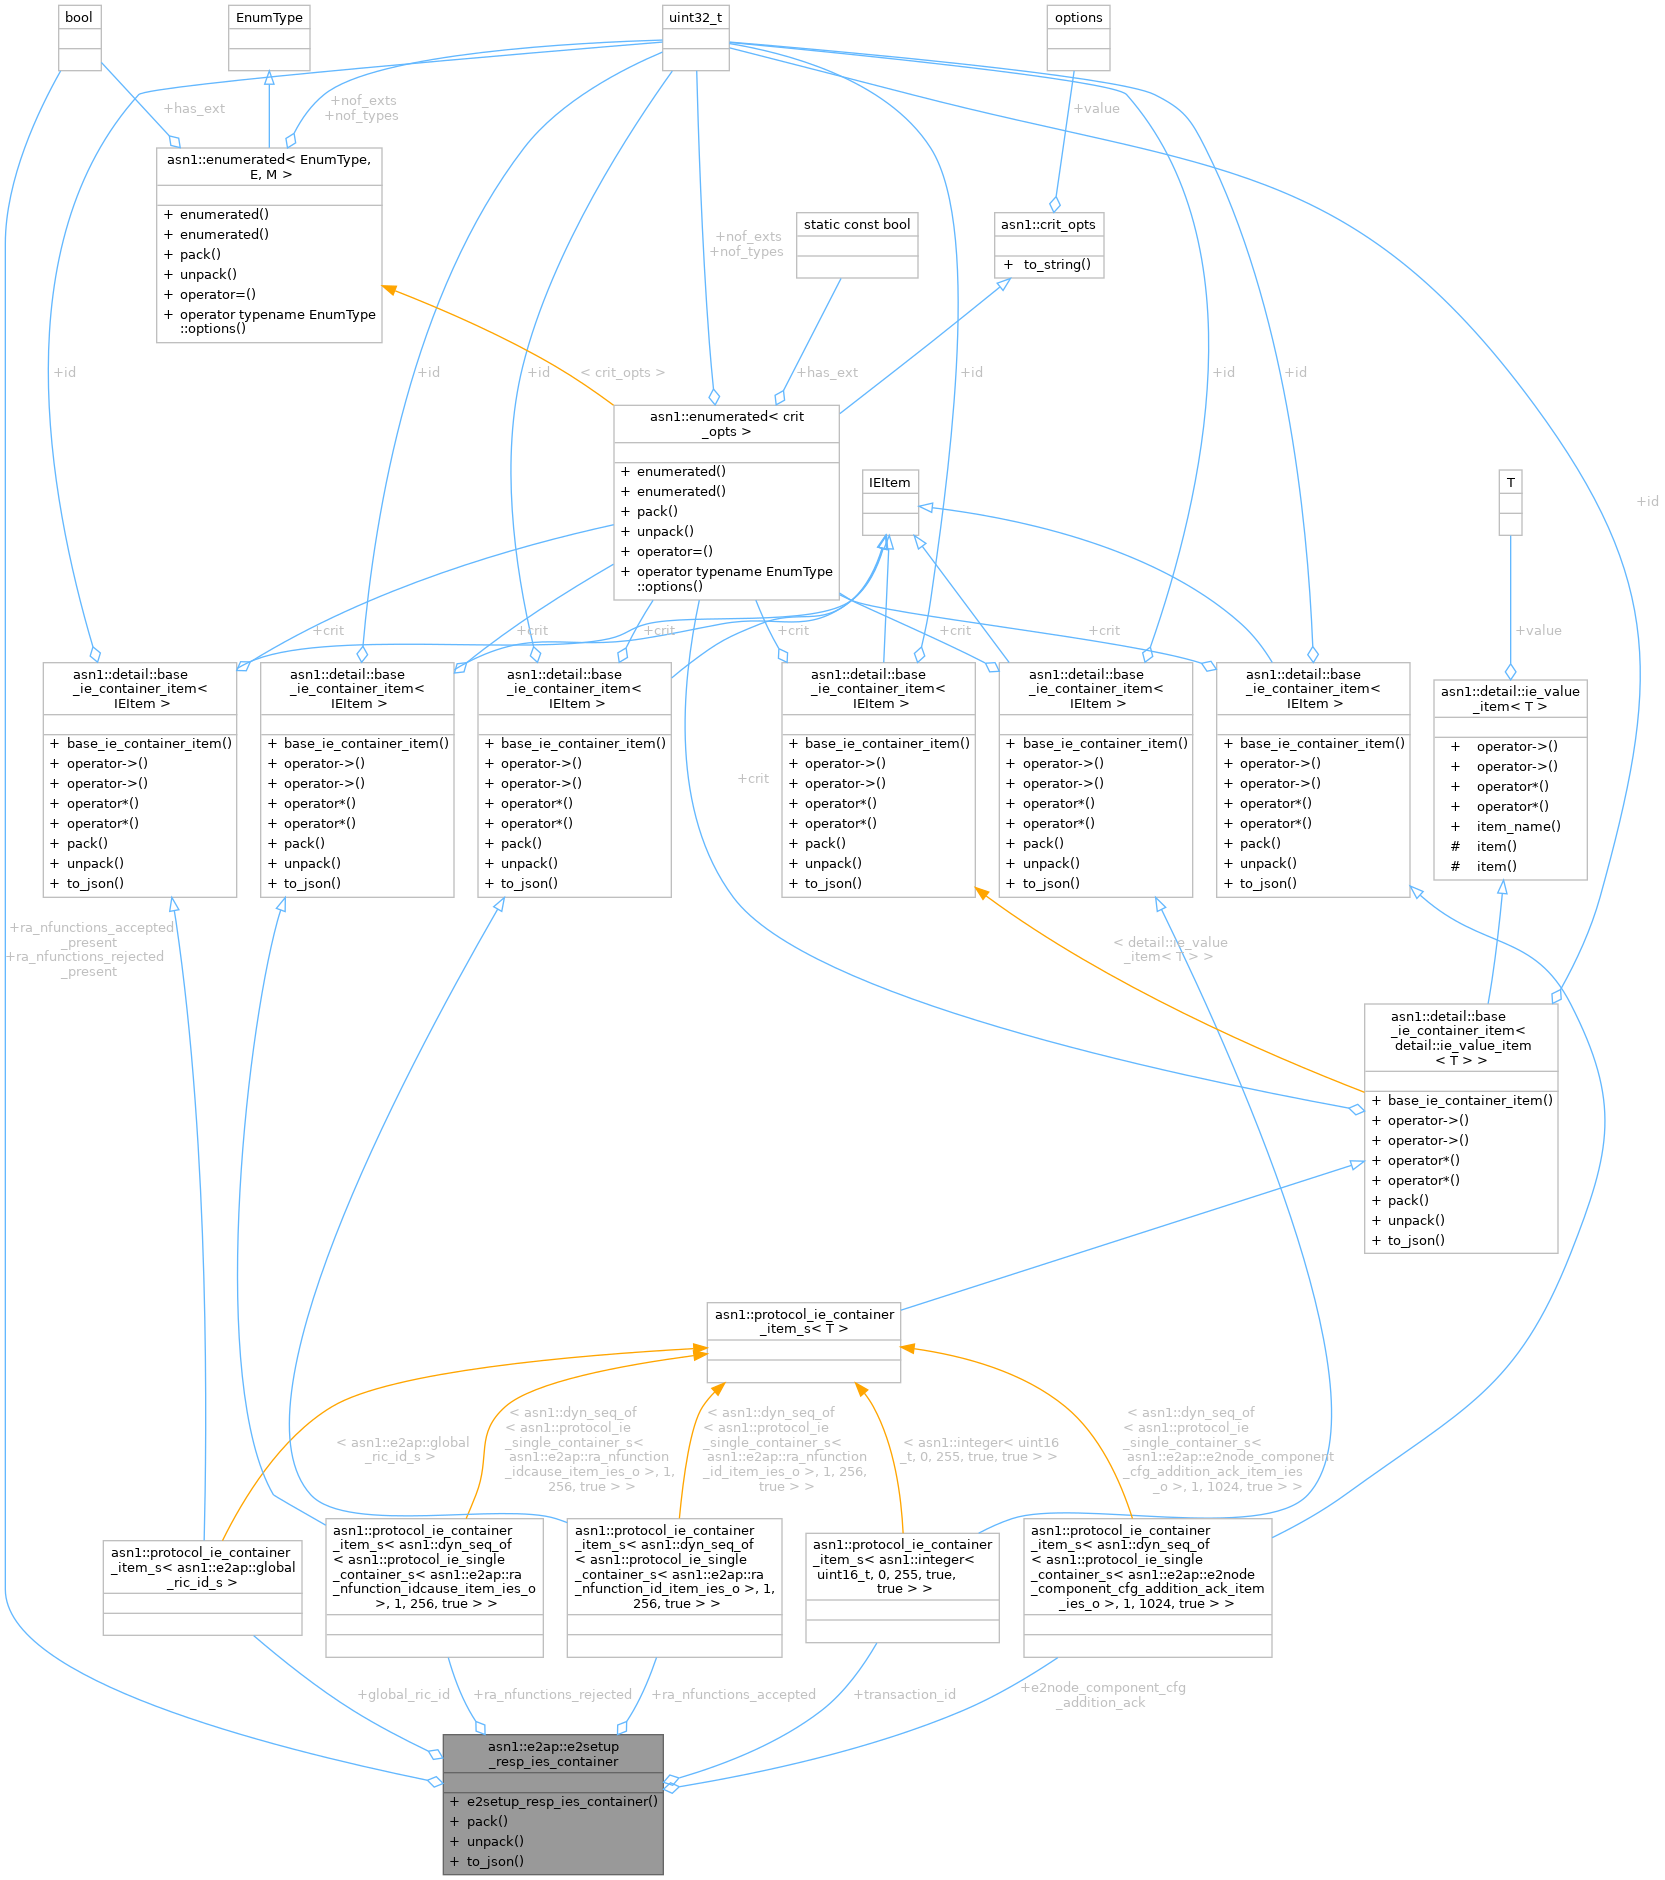 bool
EnumType
uint32_t
options
+has_ext
+nof_exts
+nof_types
+value
asn1::enumerated< EnumType,
E, M >
+ enumerated()
+ enumerated()
+ pack()
+ unpack()
+ operator=()
+ operator typename EnumType
::options()
+nof_exts
+nof_types
static const bool
asn1::crit_opts
+ to_string()
+id
+id
+id
< crit_opts >
+has_ext
+id
+id
+id
+id
asn1::enumerated< crit
_opts >
+ enumerated()
+ enumerated()
+ pack()
+ unpack()
+ operator=()
+ operator typename EnumType
::options()
IEItem
T
+crit
+crit
+crit
+crit
+crit
+crit
+value
asn1::detail::base
_ie_container_item<
IEItem >
+ base_ie_container_item()
+ operator->()
+ operator->()
+ operator*()
+ operator*()
+ pack()
+ unpack()
+ to_json()
asn1::detail::base
_ie_container_item<
IEItem >
+ base_ie_container_item()
+ operator->()
+ operator->()
+ operator*()
+ operator*()
+ pack()
+ unpack()
+ to_json()
asn1::detail::base
_ie_container_item<
IEItem >
+ base_ie_container_item()
+ operator->()
+ operator->()
+ operator*()
+ operator*()
+ pack()
+ unpack()
+ to_json()
+crit
asn1::detail::base
_ie_container_item<
IEItem >
+ base_ie_container_item()
+ operator->()
+ operator->()
+ operator*()
+ operator*()
+ pack()
+ unpack()
+ to_json()
asn1::detail::base
_ie_container_item<
IEItem >
+ base_ie_container_item()
+ operator->()
+ operator->()
+ operator*()
+ operator*()
+ pack()
+ unpack()
+ to_json()
asn1::detail::base
_ie_container_item<
IEItem >
+ base_ie_container_item()
+ operator->()
+ operator->()
+ operator*()
+ operator*()
+ pack()
+ unpack()
+ to_json()
asn1::detail::ie_value
_item< T >
+ operator->()
+ operator->()
+ operator*()
+ operator*()
+ item_name()
# item()
# item()
+ra_nfunctions_accepted
_present
+ra_nfunctions_rejected
_present
< detail::ie_value
_item< T > >
asn1::detail::base
_ie_container_item<
detail::ie_value_item
< T > >
+ base_ie_container_item()
+ operator->()
+ operator->()
+ operator*()
+ operator*()
+ pack()
+ unpack()
+ to_json()
asn1::protocol_ie_container
_item_s< T >
< asn1::e2ap::global
_ric_id_s >
< asn1::dyn_seq_of
< asn1::protocol_ie
_single_container_s<
asn1::e2ap::ra_nfunction
_idcause_item_ies_o >, 1,
256, true > >
< asn1::dyn_seq_of
< asn1::protocol_ie
_single_container_s<
asn1::e2ap::ra_nfunction
_id_item_ies_o >, 1, 256,
true > >
< asn1::integer< uint16
_t, 0, 255, true, true > >
< asn1::dyn_seq_of
< asn1::protocol_ie
_single_container_s<
asn1::e2ap::e2node_component
_cfg_addition_ack_item_ies
_o >, 1, 1024, true > >
asn1::protocol_ie_container
_item_s< asn1::e2ap::global
_ric_id_s >
asn1::protocol_ie_container
_item_s< asn1::dyn_seq_of
< asn1::protocol_ie_single
_container_s< asn1::e2ap::ra
_nfunction_idcause_item_ies_o
>, 1, 256, true > >
asn1::protocol_ie_container
_item_s< asn1::dyn_seq_of
< asn1::protocol_ie_single
_container_s< asn1::e2ap::ra
_nfunction_id_item_ies_o >, 1,
256, true > >
asn1::protocol_ie_container
_item_s< asn1::integer<
uint16_t, 0, 255, true,
true > >
asn1::protocol_ie_container
_item_s< asn1::dyn_seq_of
< asn1::protocol_ie_single
_container_s< asn1::e2ap::e2node
_component_cfg_addition_ack_item
_ies_o >, 1, 1024, true > >
+global_ric_id
+ra_nfunctions_rejected
+ra_nfunctions_accepted
+transaction_id
+e2node_component_cfg
_addition_ack
asn1::e2ap::e2setup
_resp_ies_container
+ e2setup_resp_ies_container()
+ pack()
+ unpack()
+ to_json()